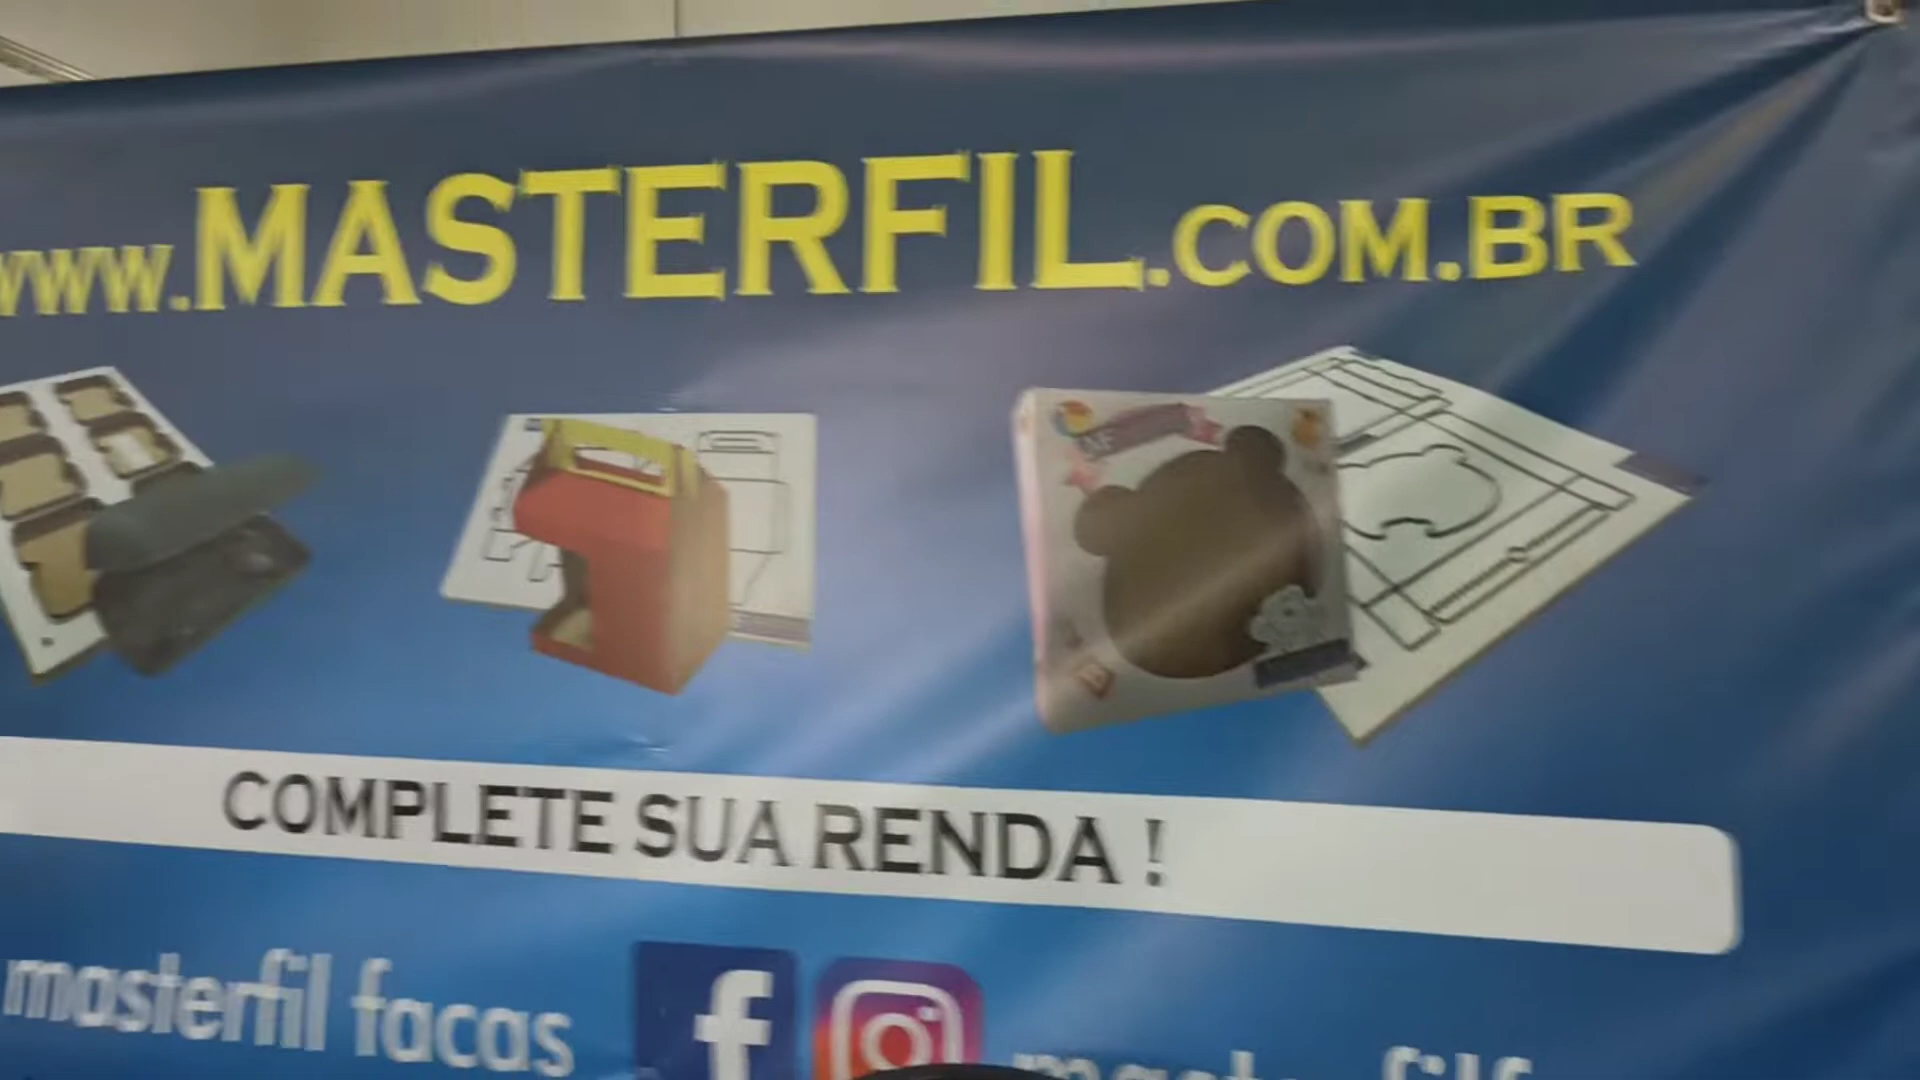 www.MASTERFIL.COM.BR
COMPLETE SUA RENDA !
masterfil facas